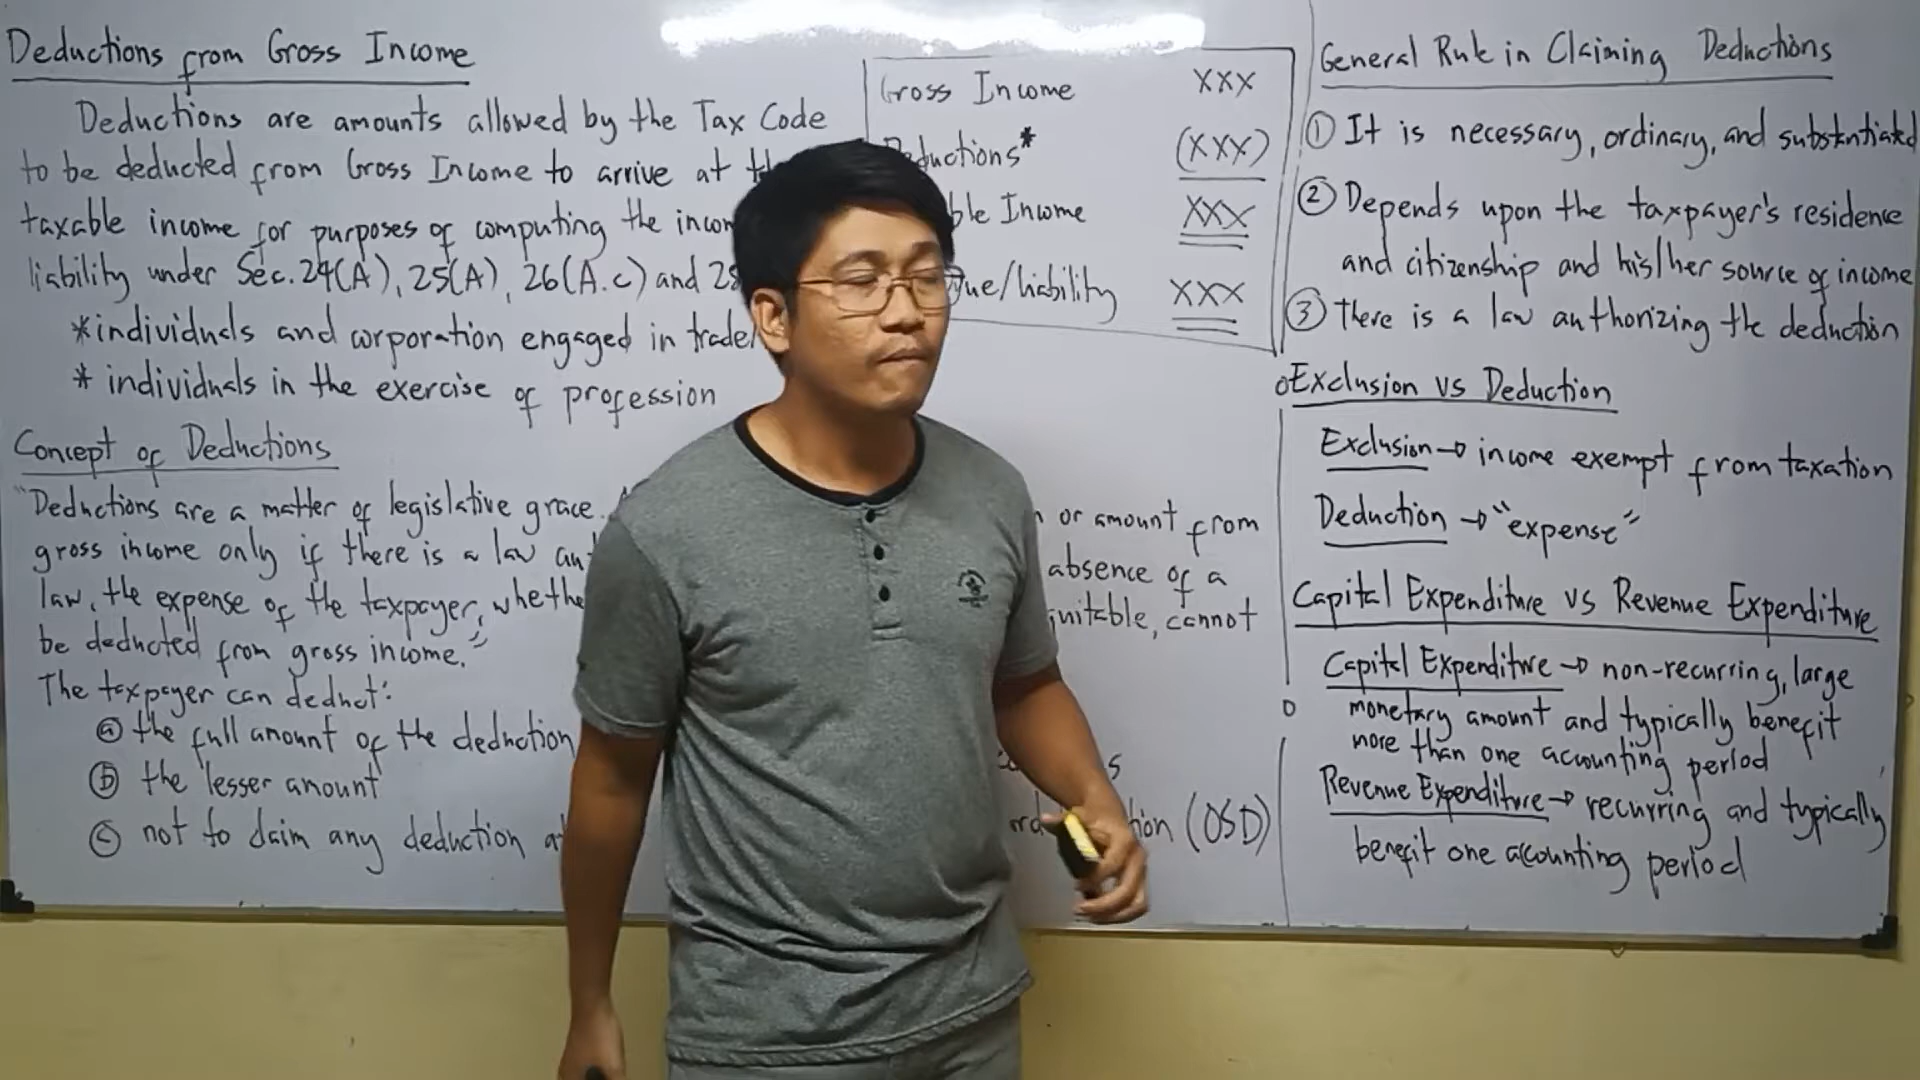 Deductions from Gross Income
Deductions are amounts allowed by the Tax Code
to be deducted from Gross Income to arrive at
taxable income for purposes of computing the
liability under Sec. 24(A), 25(A), 26(A.c) and
*individuals and corporation engaged in trade/
* individuals in the exercise of profession
Concept of Deductions
"Deductions are a matter of legislative grace.
gross income only if there is a law
law, the expense of the taxpayer,
be deducted from gross income."
The taxpayer can deduct:
ⓐ the full amount of the deduction
ⓑ the lesser amount
ⓒ not to claim any deduction
Gross Income XXX
Deductions* (XXX)
Income XXX
/liability XXX
or amount from
absence of a
cannot
(OSD)
General Rule in Claiming Deductions
① It is necessary, ordinary, and substantiated
② Depends upon the taxpayer's residence
and citizenship and his/her source of income
③ There is a law authorizing the deduction
Exclusion vs Deduction
Exclusion → income exempt from taxation
Deduction → "expense"
Capital Expenditure vs Revenue Expenditure
Capital Expenditure → non-recurring, large
monetary amount and typically benefit
more than one accounting period
Revenue Expenditure → recurring and typically
benefit one accounting period